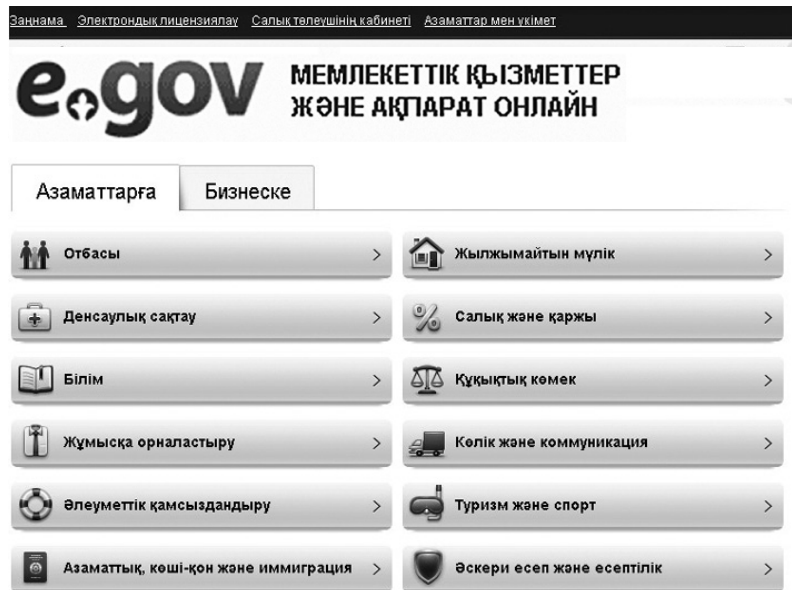 Заңнама Электрондық лицензиялау Салық төлеушінің кабинеті Азаматтар мен үкімет
e.gov МЕМЛЕКЕТТІК ҚЫЗМЕТТЕР
ЖӘНЕ АҚПАРАТ ОНЛАЙН
Азаматтарға Бизнеске
Отбасы Жылжымайтын мүлік
Денсаулық сақтау Салық және қаржы
Білім Құқықтық көмек
Жұмысқа орналастыру Көлік және коммуникация
Әлеуметтік қамсыздандыру Туризм және спорт
Азаматтық, көші-қон және иммиграция Әскери есеп және есептілік